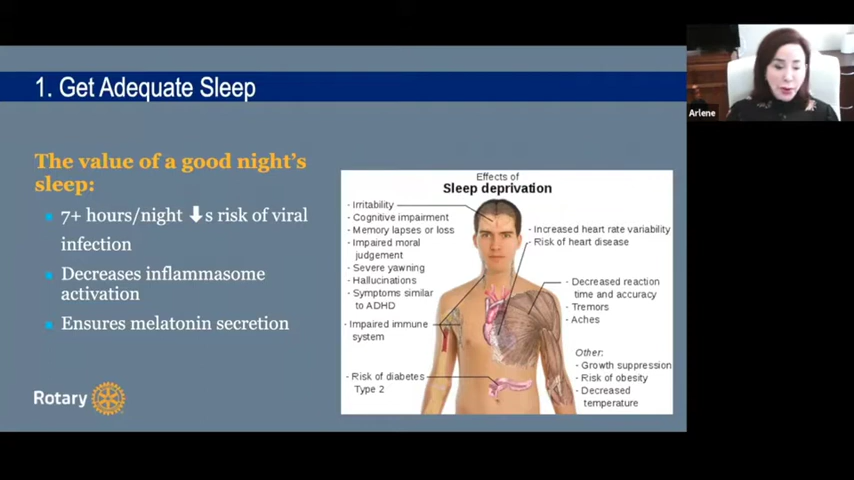 1. Get Adequate Sleep
Arlene
The value of a good night's
sleep:
7+ hours/night ⬇s risk of viral
infection
Decreases inflammasome
activation
Ensures melatonin secretion
Rotary
Effects of
Sleep deprivation
- Irritability
- Cognitive impairment
- Memory lapses or loss
- Impaired moral
judgement
- Severe yawning
- Hallucinations
- Symptoms similar
to ADHD
- Impaired immune
system
- Risk of diabetes
Type 2
- Increased heart rate variability
- Risk of heart disease
- Decreased reaction
time and accuracy
- Tremors
- Aches
Other:
- Growth suppression
- Risk of obesity
- Decreased
temperature